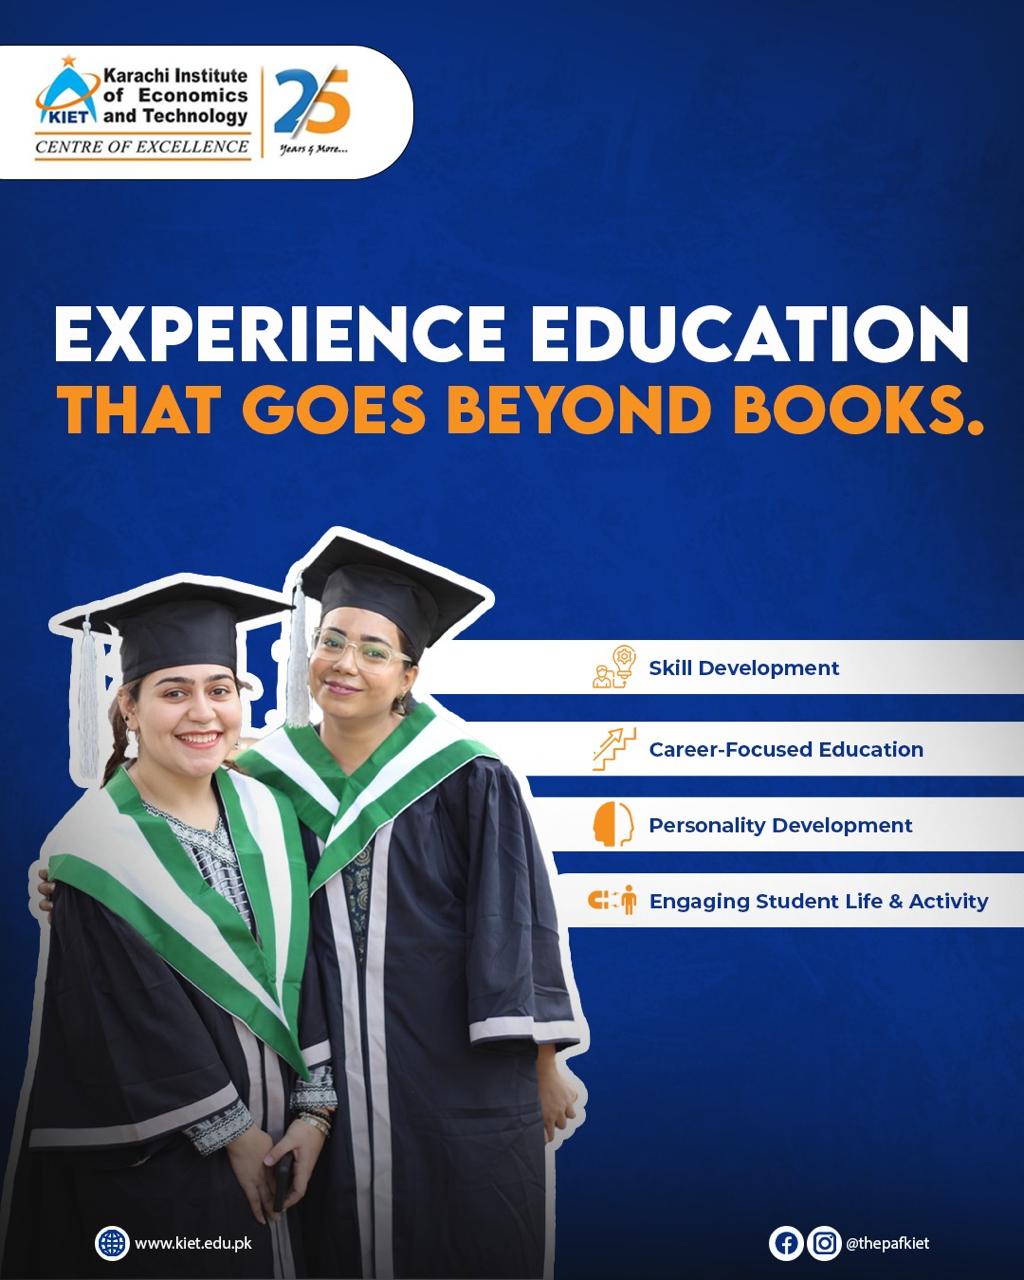 KIET
Karachi Institute
of Economics
and Technology
CENTRE OF EXCELLENCE
25
Years & More...
EXPERIENCE EDUCATION
THAT GOES BEYOND BOOKS.
Skill Development
Career-Focused Education
Personality Development
Engaging Student Life & Activity
www.kiet.edu.pk
@thepafkiet